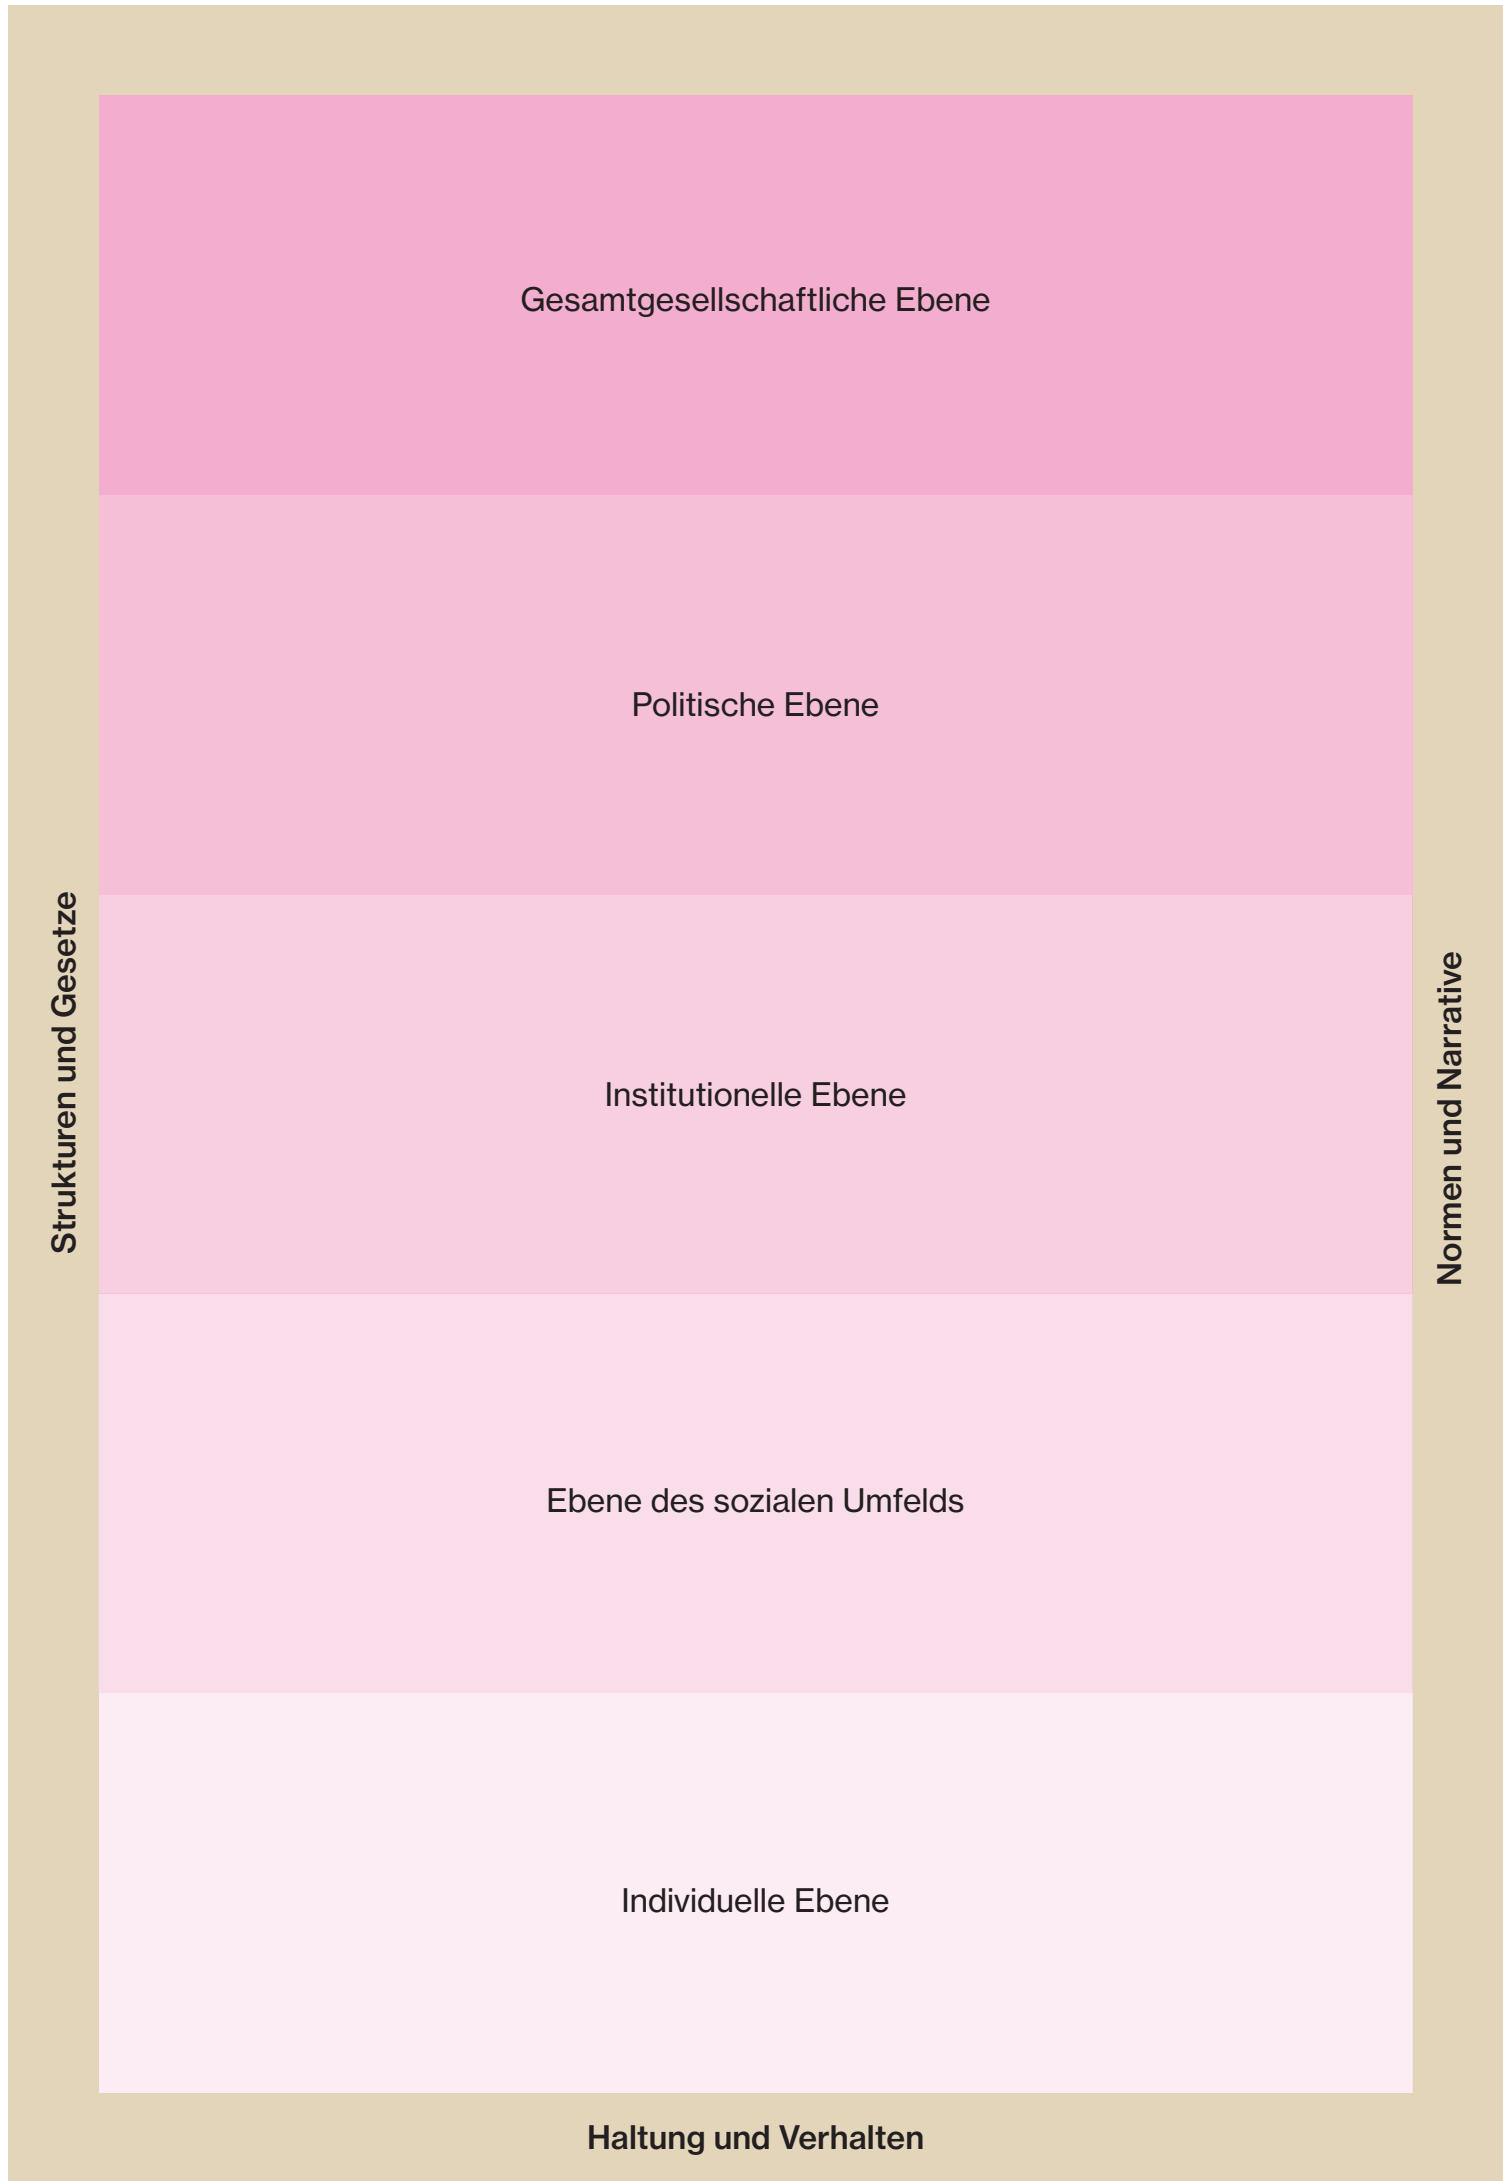 Gesamtgesellschaftliche Ebene
Politische Ebene
Strukturen und Gesetze
Institutionelle Ebene
Normen und Narrative
Ebene des sozialen Umfelds
Individuelle Ebene
Haltung und Verhalten